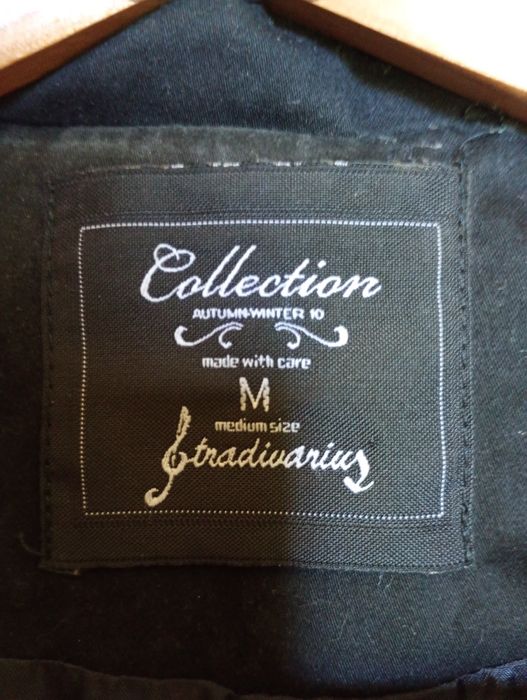 Collection
AUTUMN-WINTER 10
made with care
M
medium size
Stradivarius